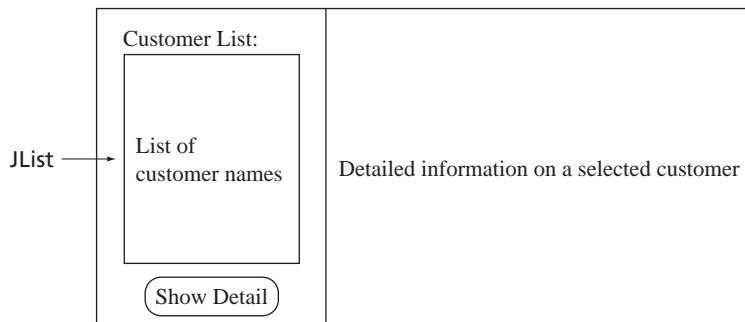 Customer List:
JList
List of
customer names
Detailed information on a selected customer
Show Detail